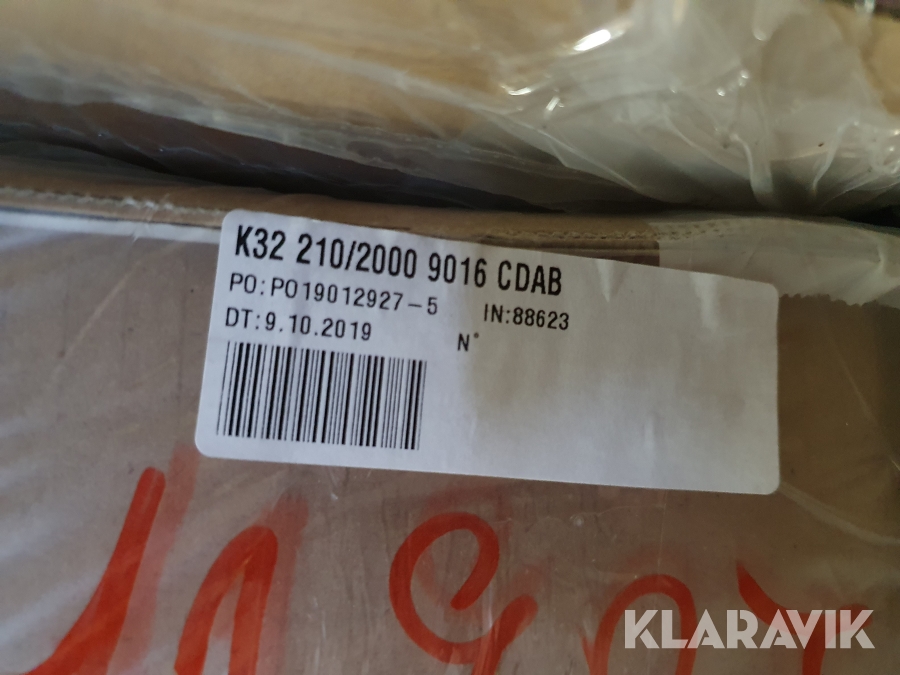 K32 210/2000 9016 CDAB
PO:PO19012927-5 IN:88623
DT:9.10.2019 N°
KLARAVIK